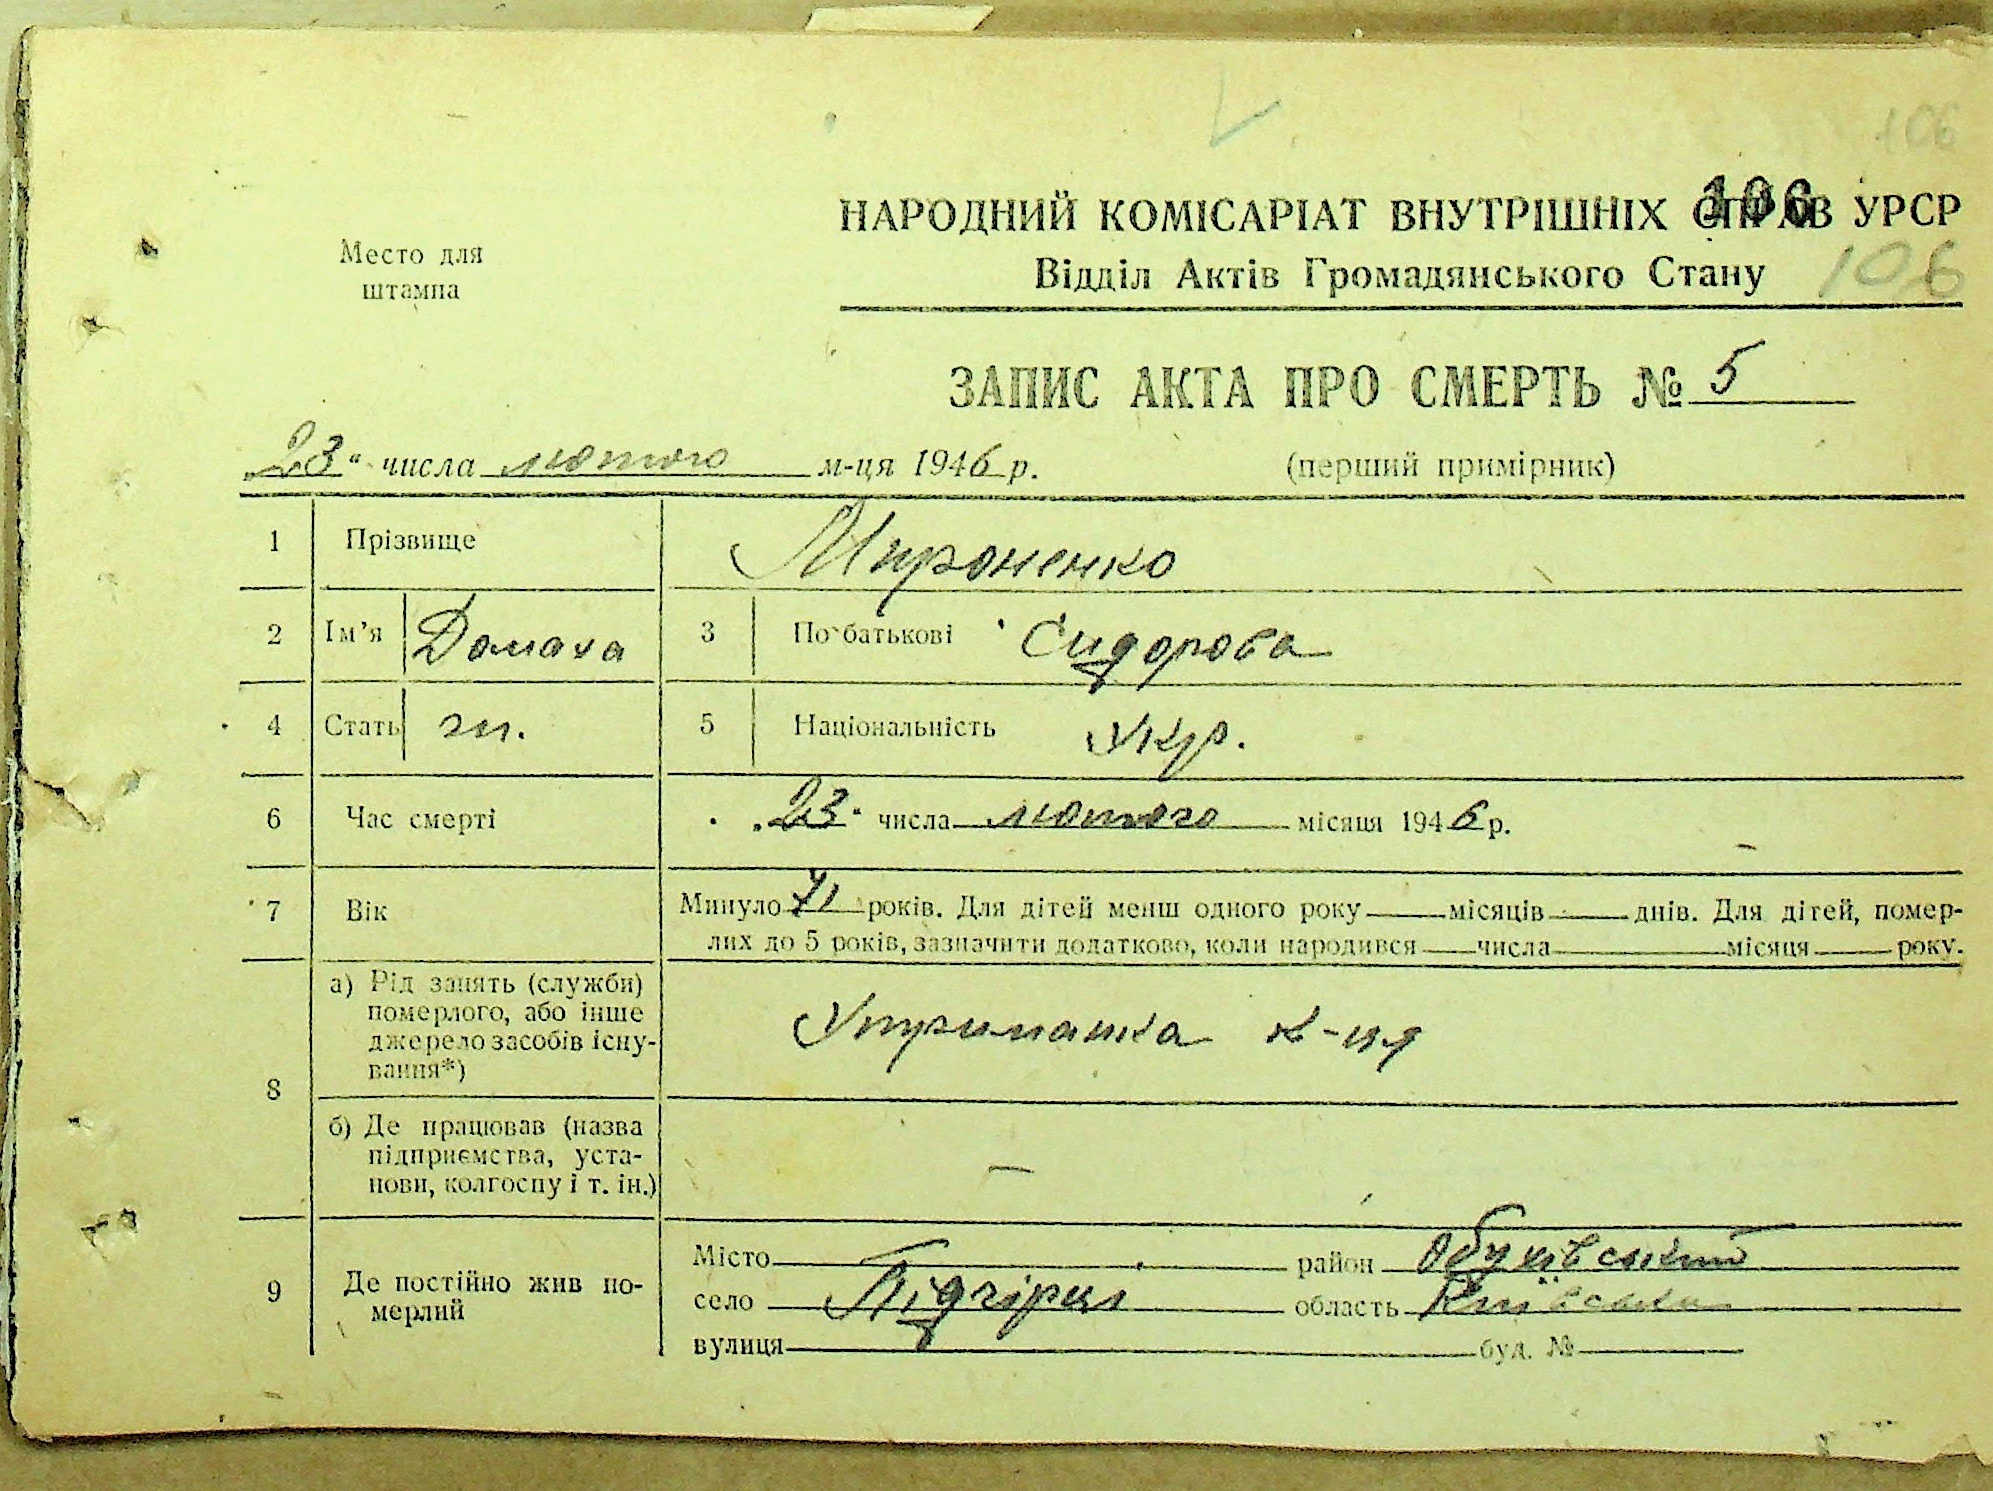 106
106
НАРОДНИЙ КОМІСАРІАТ ВНУТРІШНІХ СПРАВ УРСР
Место для
штампа
Відділ Актів Громадянського Стану 106
ЗАПИС АКТА ПРО СМЕРТЬ № 5
„23“ числа лютого м-ця 1946 р. (перший примірник)
1 Прізвище Мироненко
2 Ім’я Домаха 3 По батькові Сидорова
4 Стать ж. 5 Національність Укр.
6 Час смерті „23“ числа лютого місяця 1946 р.
7 Вік Минуло 71 років. Для дітей менш одного року місяців днів. Для дітей, помер-
лих до 5 років, зазначити додатково, коли народився числа місяця року.
8 а) Рід занять (служби) померлого, або інше джерело засобів існу-вання*) Утриманка к-ця
б) Де працював (назва підприємства, уста-нови, колгоспу і т. ін.) —
9 Де постійно жив по-мерлий
Місто район Обухівський
село Підгірці область Київська
вулиця буд. №